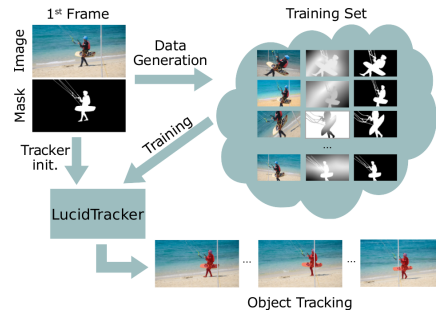 1st Frame
Training Set
Image
Mask
Data
Generation
Training
...
Tracker
init.
LucidTracker
...
...
Object Tracking